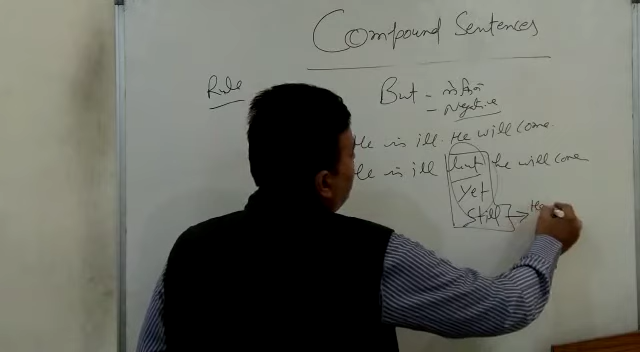 Compound Sentences
Rule
But - लेकिन
- Negative
He is ill. He will come.
He is ill but he will come
Yet
Still → He